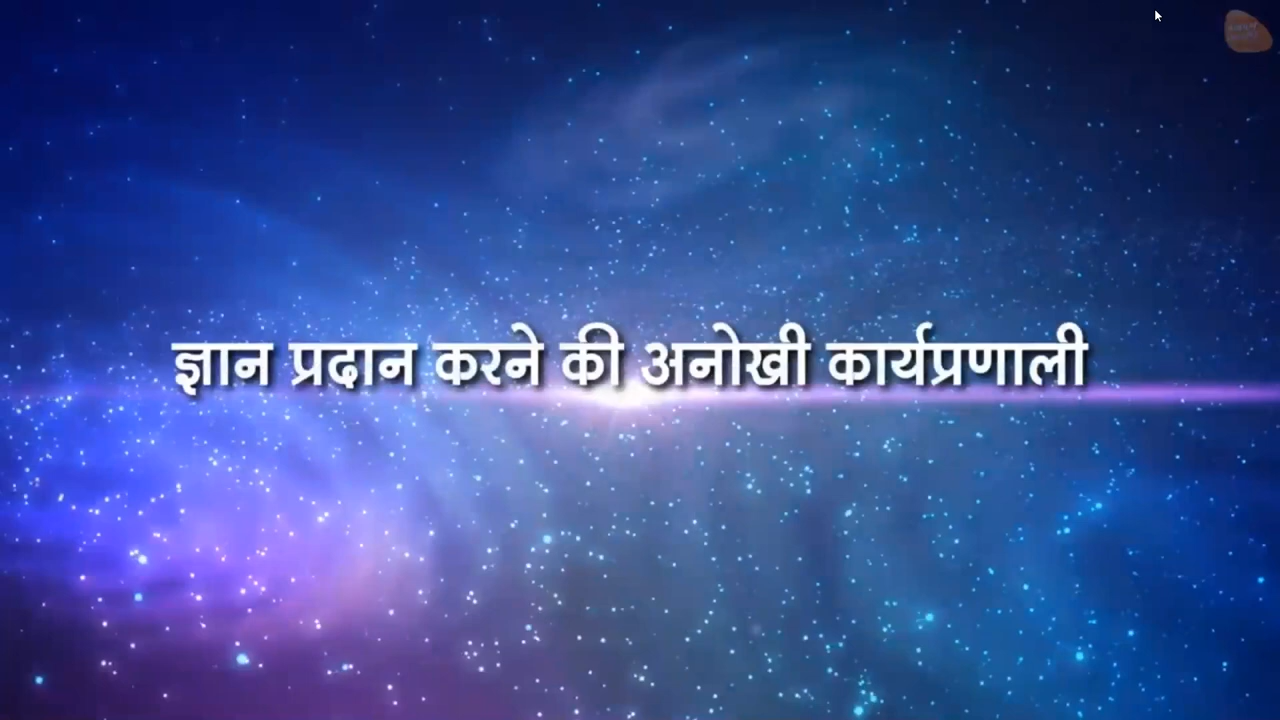 ज्ञान प्रदान करने की अनोखी कार्यप्रणाली